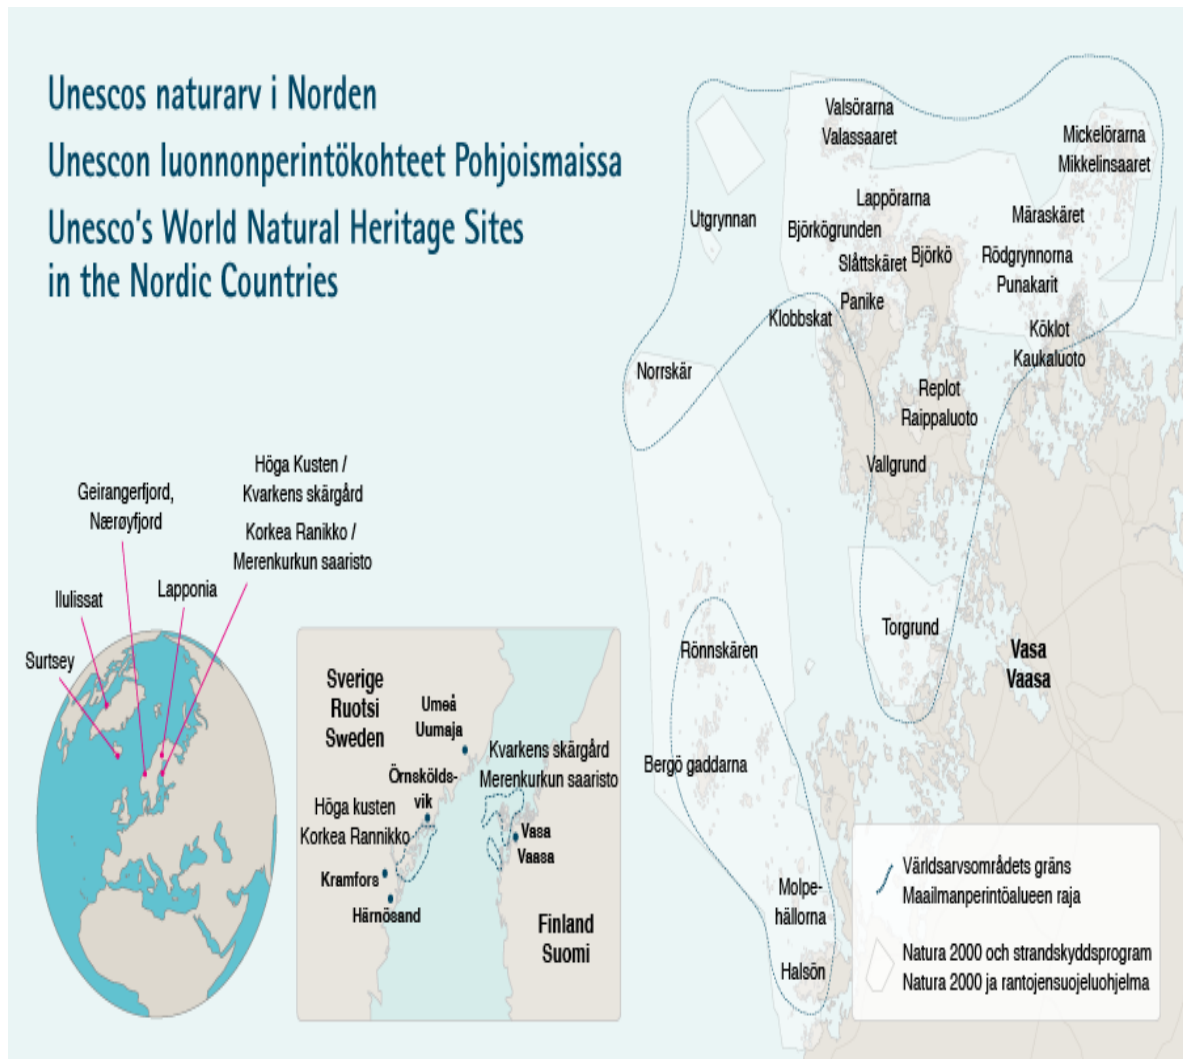 Unescos naturarv i Norden
Unescon luonnonperintökohteet Pohjoismaissa
Unesco's World Natural Heritage Sites
in the Nordic Countries
Valsörarna
Valassaaret
Mickelörarna
Mikkelinsaaret
Utgrynnan
Lappörarna
Björkögrunden
Märaskäret
Slåttskäret
Björkö
Rödgrynnorna
Punakarit
Panike
Klobbskat
Köklot
Kaukaluoto
Norrskär
Replot
Raippaluoto
Vallgrund
Torgrund
Vasa
Vaasa
Rönnskären
Bergö gaddarna
Molpe-
hällorna
Halsön
Höga Kusten /
Kvarkens skärgård
Korkea Ranikko /
Merenkurkun saaristo
Geirangerfjord,
Nærøyfjord
Lapponia
Ilulissat
Surtsey
Sverige
Ruotsi
Sweden
Umeå
Uumaja
Kvarkens skärgård
Merenkurkun saaristo
Örnskölds-
vik
Höga kusten
Korkea Rannikko
Vasa
Vaasa
Kramfors
Härnösand
Finland
Suomi
Världsarvsområdets gräns
Maailmanperintöalueen raja
Natura 2000 och strandskyddsprogram
Natura 2000 ja rantojensuojeluohjelma